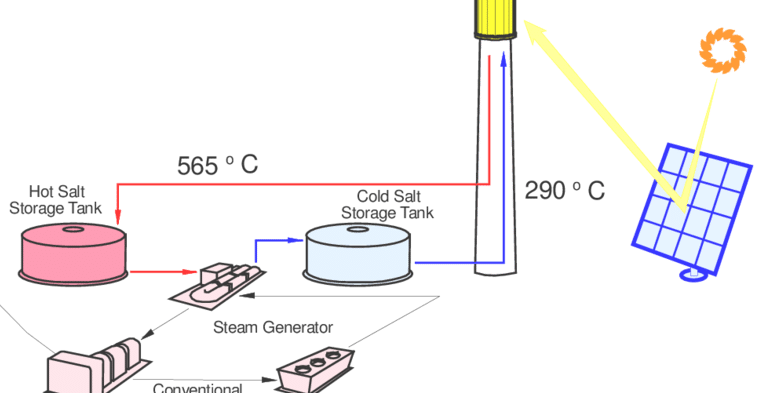 565 º C
Hot Salt
Storage Tank
Cold Salt
Storage Tank
290 º C
Steam Generator
Conventional